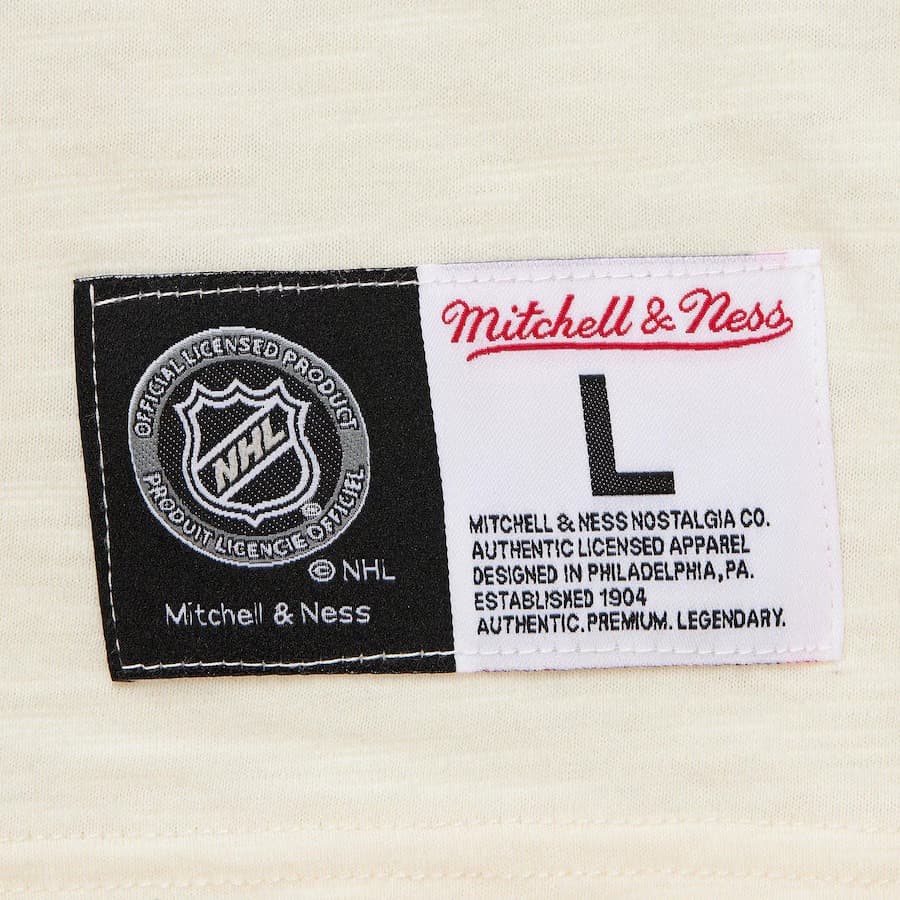 OFFICIAL LICENSED PRODUCT
NHL
PRODUIT LICENCIE OFFICIEL
© NHL
Mitchell & Ness
Mitchell & Ness
L
MITCHELL & NESS NOSTALGIA CO.
AUTHENTIC LICENSED APPAREL
DESIGNED IN PHILADELPHIA, PA.
ESTABLISHED 1904
AUTHENTIC. PREMIUM. LEGENDARY.